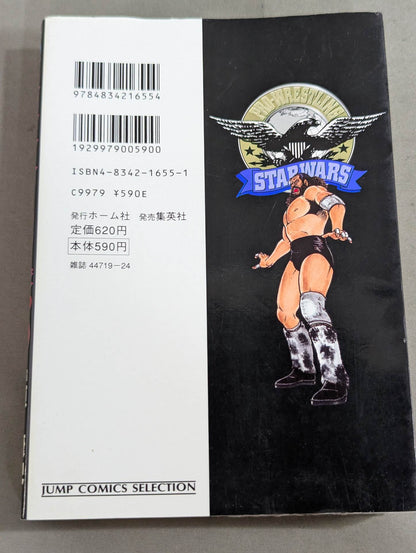 9784834216554
1929979005900
ISBN4-8342-1655-1
C9979 ¥590E
発行 ホーム社 発売 集英社
定価620円
本体590円
雑誌 44719-24
JUMP COMICS SELECTION
PRO-WRESTLING
STARWARS